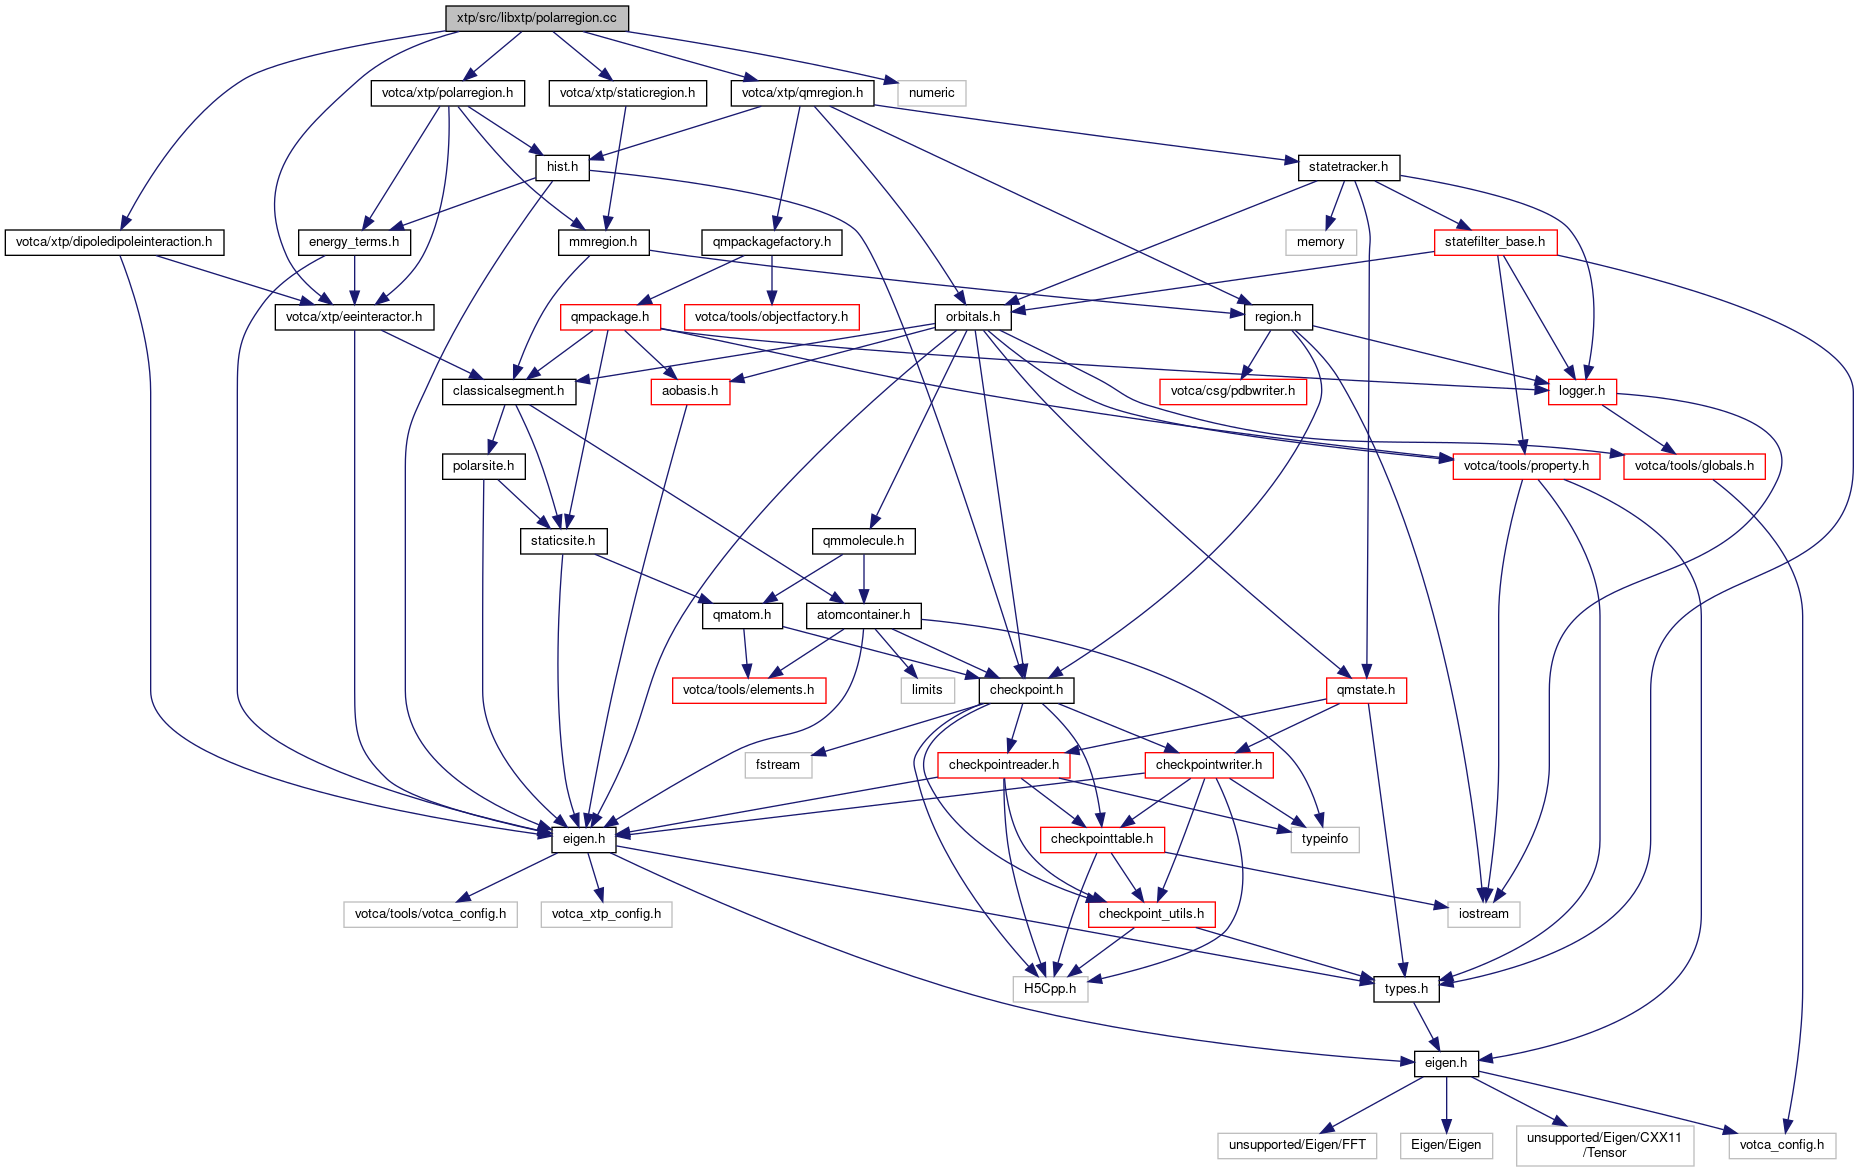 xtp/src/libxtp/polarregion.cc
votca/xtp/polarregion.h
votca/xtp/staticregion.h
votca/xtp/qmregion.h
numeric
hist.h
statetracker.h
votca/xtp/dipoledipoleinteraction.h
energy_terms.h
mmregion.h
qmpackagefactory.h
memory
statefilter_base.h
votca/xtp/eeinteractor.h
qmpackage.h
votca/tools/objectfactory.h
orbitals.h
region.h
classicalsegment.h
aobasis.h
votca/csg/pdbwriter.h
logger.h
polarsite.h
votca/tools/property.h
votca/tools/globals.h
staticsite.h
qmmolecule.h
qmatom.h
atomcontainer.h
votca/tools/elements.h
limits
checkpoint.h
qmstate.h
fstream
checkpointreader.h
checkpointwriter.h
eigen.h
checkpointtable.h
typeinfo
votca/tools/votca_config.h
votca_xtp_config.h
checkpoint_utils.h
iostream
H5Cpp.h
types.h
eigen.h
unsupported/Eigen/FFT
Eigen/Eigen
unsupported/Eigen/CXX11
/Tensor
votca_config.h